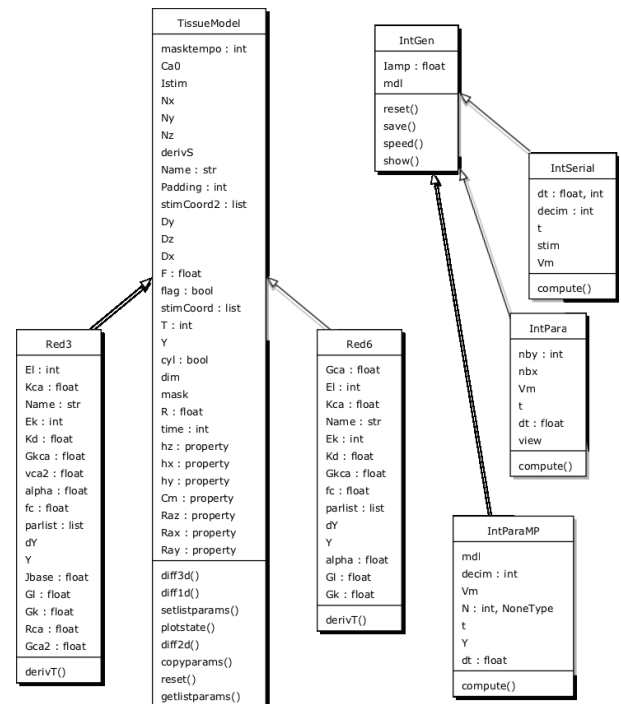 TissueModel
masktempo : int
Ca0
Istim
Nx
Ny
Nz
derivS
Name : str
Padding : int
stimCoord2 : list
Dy
Dz
Dx
F : float
flag : bool
stimCoord : list
T : int
Y
cyl : bool
dim
mask
R : float
time : int
hz : property
hx : property
hy : property
Cm : property
Raz : property
Rax : property
Ray : property
diff3d()
diff1d()
setlistparams()
plotstate()
diff2d()
copyparams()
reset()
getlistparams()
Red3
El : int
Kca : float
Name : str
Ek : int
Kd : float
Gkca : float
vca2 : float
alpha : float
fc : float
parlist : list
dY
Y
Jbase : float
Gl : float
Gk : float
Rca : float
Gca2 : float
derivT()
Red6
Gca : float
El : int
Kca : float
Name : str
Ek : int
Kd : float
Gkca : float
fc : float
parlist : list
dY
Y
alpha : float
Gl : float
Gk : float
derivT()
IntGen
Iamp : float
mdl
reset()
save()
speed()
show()
IntSerial
dt : float, int
decim : int
t
stim
Vm
compute()
IntPara
nby : int
nbx
Vm
t
dt : float
view
compute()
IntParaMP
mdl
decim : int
Vm
N : int, NoneType
t
Y
dt : float
compute()